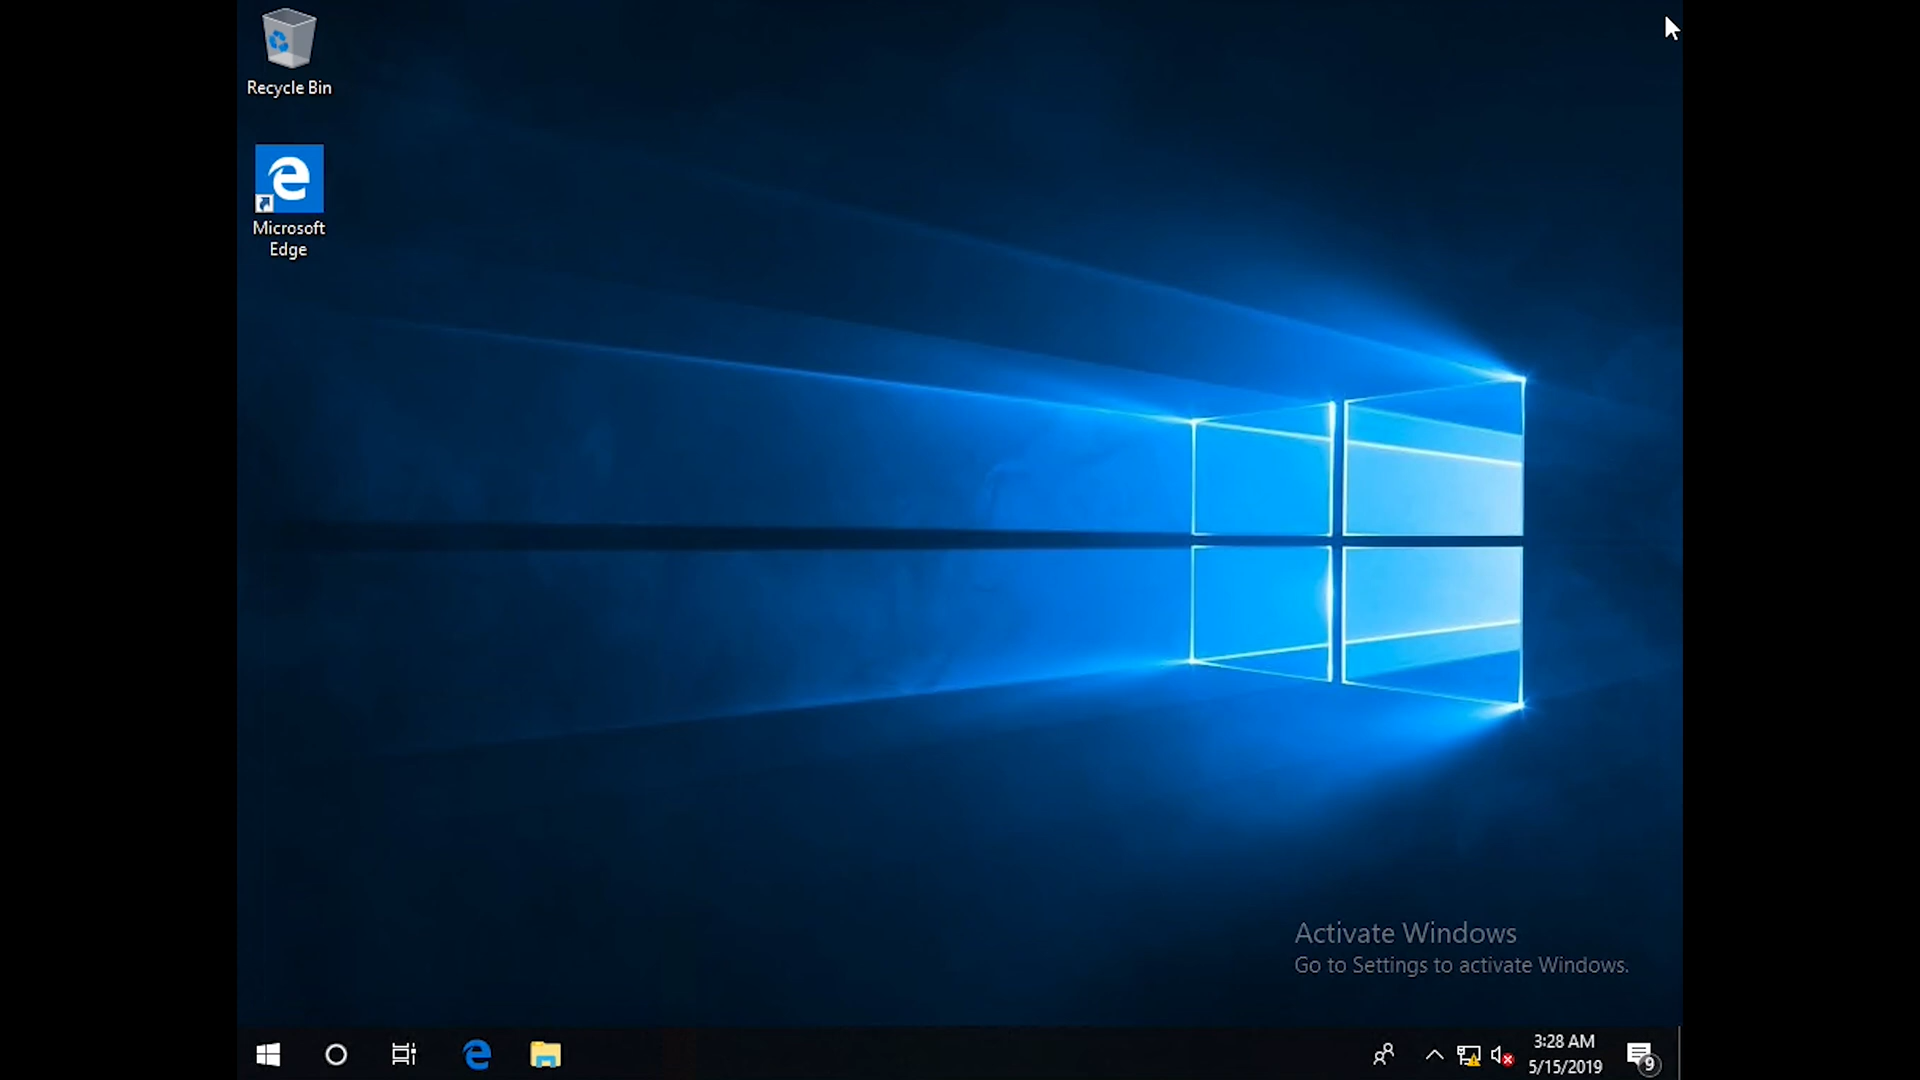 Recycle Bin
Microsoft
Edge
Activate Windows
Go to Settings to activate Windows.
3:28 AM
5/15/2019
9